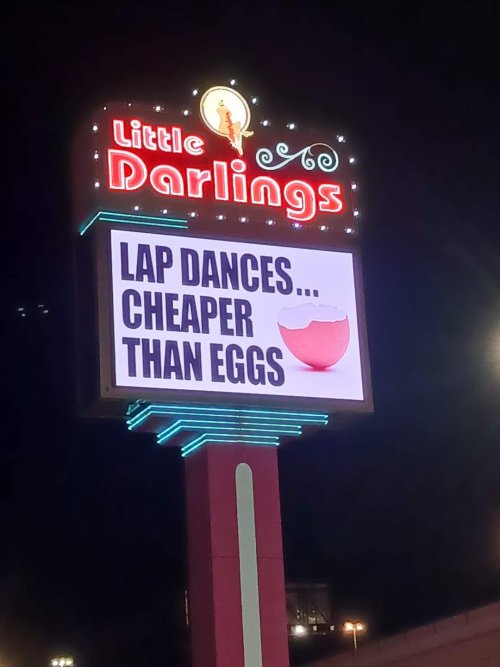 Little
Darlings
LAP DANCES...
CHEAPER
THAN EGGS